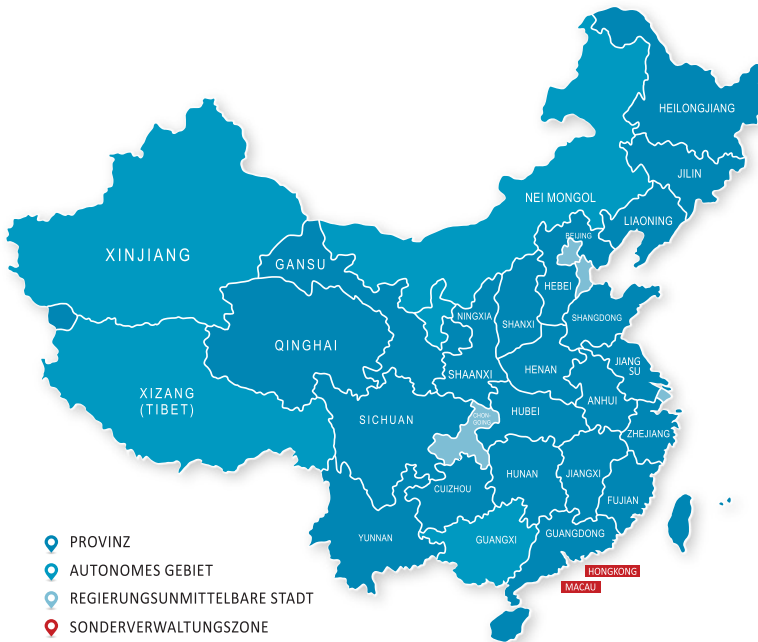 HEILONGJIANG
JILIN
NEI MONGOL
LIAONING
BEIJING
XINJIANG
GANSU
HEBEI
NINGXIA
SHANXI
SHANGDONG
QINGHAI
SHAANXI
HENAN
JIANG
SU
XIZANG
(TIBET)
ANHUI
SICHUAN
CHON-
GOING
HUBEI
ZHEJIANG
HUNAN
JIANGXI
CUIZHOU
FUJIAN
YUNNAN
GUANGXI
GUANGDONG
HONGKONG
MACAU
PROVINZ
AUTONOMES GEBIET
REGIERUNGSUNMITTELBARE STADT
SONDERVERWALTUNGSZONE